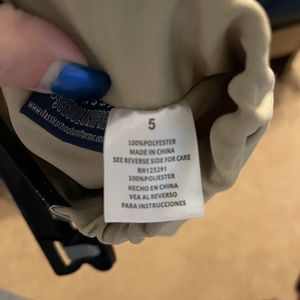 5
100%POLYESTER
MADE IN CHINA
SEE REVERSE SIDE FOR CARE
RN125291
100%POLIESTER
HECHO EN CHINA
VEA AL REVERSO
PARA INSTRUCCIONES